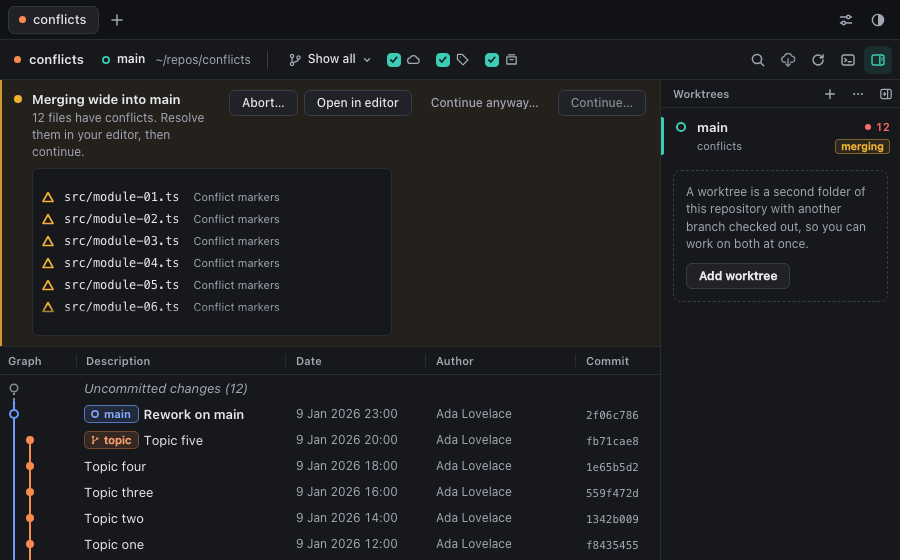 conflicts
conflicts main ~/repos/conflicts Show all
Merging wide into main
12 files have conflicts. Resolve
them in your editor, then
continue.
Abort... Open in editor Continue anyway... Continue...
src/module-01.ts Conflict markers
src/module-02.ts Conflict markers
src/module-03.ts Conflict markers
src/module-04.ts Conflict markers
src/module-05.ts Conflict markers
src/module-06.ts Conflict markers
Graph Description Date Author Commit
Uncommitted changes (12)
main Rework on main 9 Jan 2026 23:00 Ada Lovelace 2f06c786
topic Topic five 9 Jan 2026 20:00 Ada Lovelace fb71cae8
Topic four 9 Jan 2026 18:00 Ada Lovelace 1e65b5d2
Topic three 9 Jan 2026 16:00 Ada Lovelace 559f472d
Topic two 9 Jan 2026 14:00 Ada Lovelace 1342b009
Topic one 9 Jan 2026 12:00 Ada Lovelace f8435455
Worktrees
main 12
conflicts merging
A worktree is a second folder of
this repository with another
branch checked out, so you can
work on both at once.
Add worktree